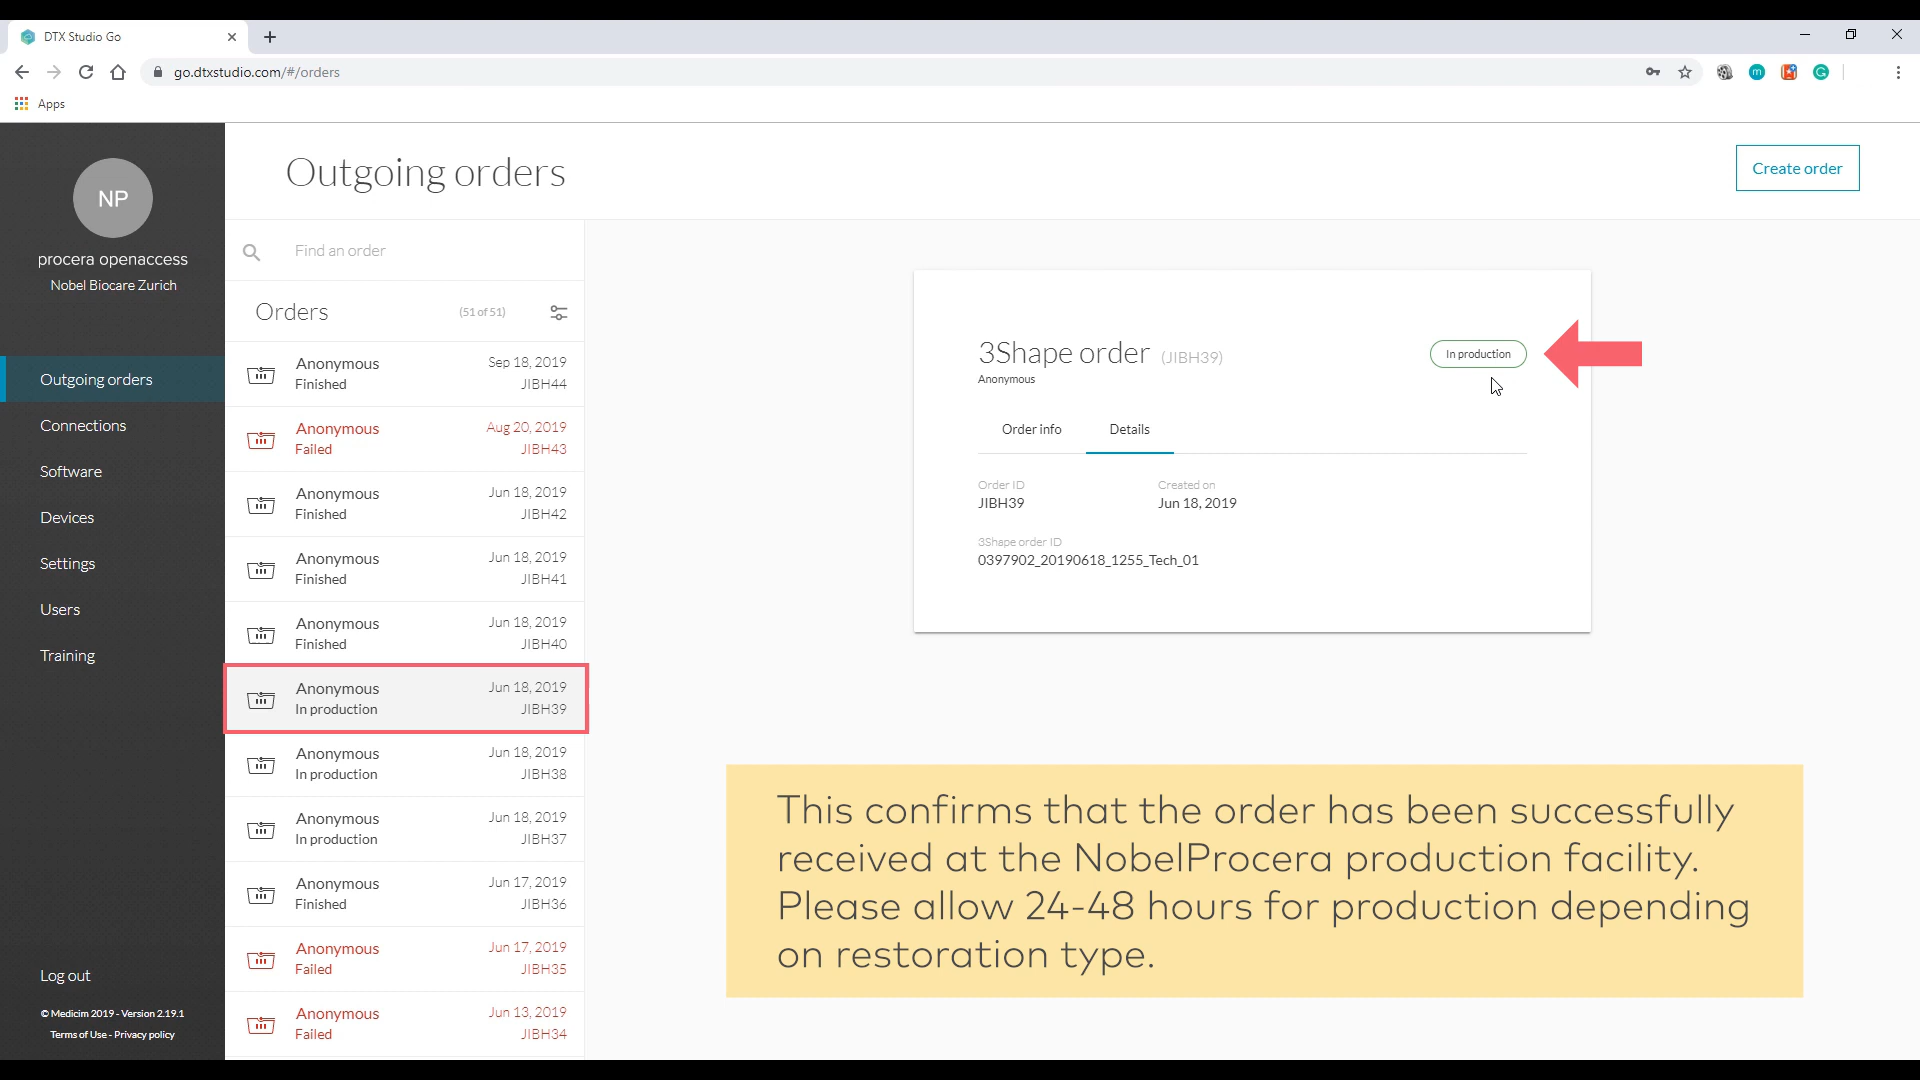 DTX Studio Go
go.dtxstudio.com/#/orders
Apps
NP
procera openaccess
Nobel Biocare Zurich
Outgoing orders
Connections
Software
Devices
Settings
Users
Training
Log out
© Medicim 2019 - Version 2.19.1
Terms of Use - Privacy policy
Outgoing orders
Create order
Find an order
Orders (51 of 51)
Anonymous Sep 18, 2019
Finished JIBH44
Anonymous Aug 20, 2019
Failed JIBH43
Anonymous Jun 18, 2019
Finished JIBH42
Anonymous Jun 18, 2019
Finished JIBH41
Anonymous Jun 18, 2019
Finished JIBH40
Anonymous Jun 18, 2019
In production JIBH39
Anonymous Jun 18, 2019
In production JIBH38
Anonymous Jun 18, 2019
In production JIBH37
Anonymous Jun 17, 2019
Finished JIBH36
Anonymous Jun 17, 2019
Failed JIBH35
Anonymous Jun 13, 2019
Failed JIBH34
3Shape order (JIBH39) In production
Anonymous
Order info Details
Order ID Created on
JIBH39 Jun 18, 2019
3Shape order ID
0397902_20190618_1255_Tech_01
This confirms that the order has been successfully
received at the NobelProcera production facility.
Please allow 24-48 hours for production depending
on restoration type.